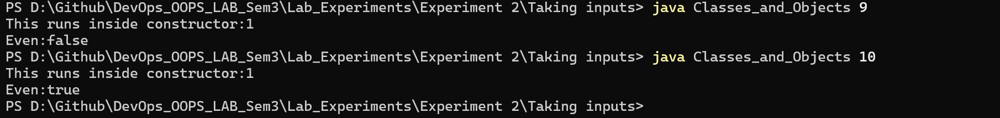 PS D:\Github\DevOps_OOPS_LAB_Sem3\Lab_Experiments\Experiment 2\Taking inputs> java Classes_and_Objects 9
This runs inside constructor:1
Even:false
PS D:\Github\DevOps_OOPS_LAB_Sem3\Lab_Experiments\Experiment 2\Taking inputs> java Classes_and_Objects 10
This runs inside constructor:1
Even:true
PS D:\Github\DevOps_OOPS_LAB_Sem3\Lab_Experiments\Experiment 2\Taking inputs>